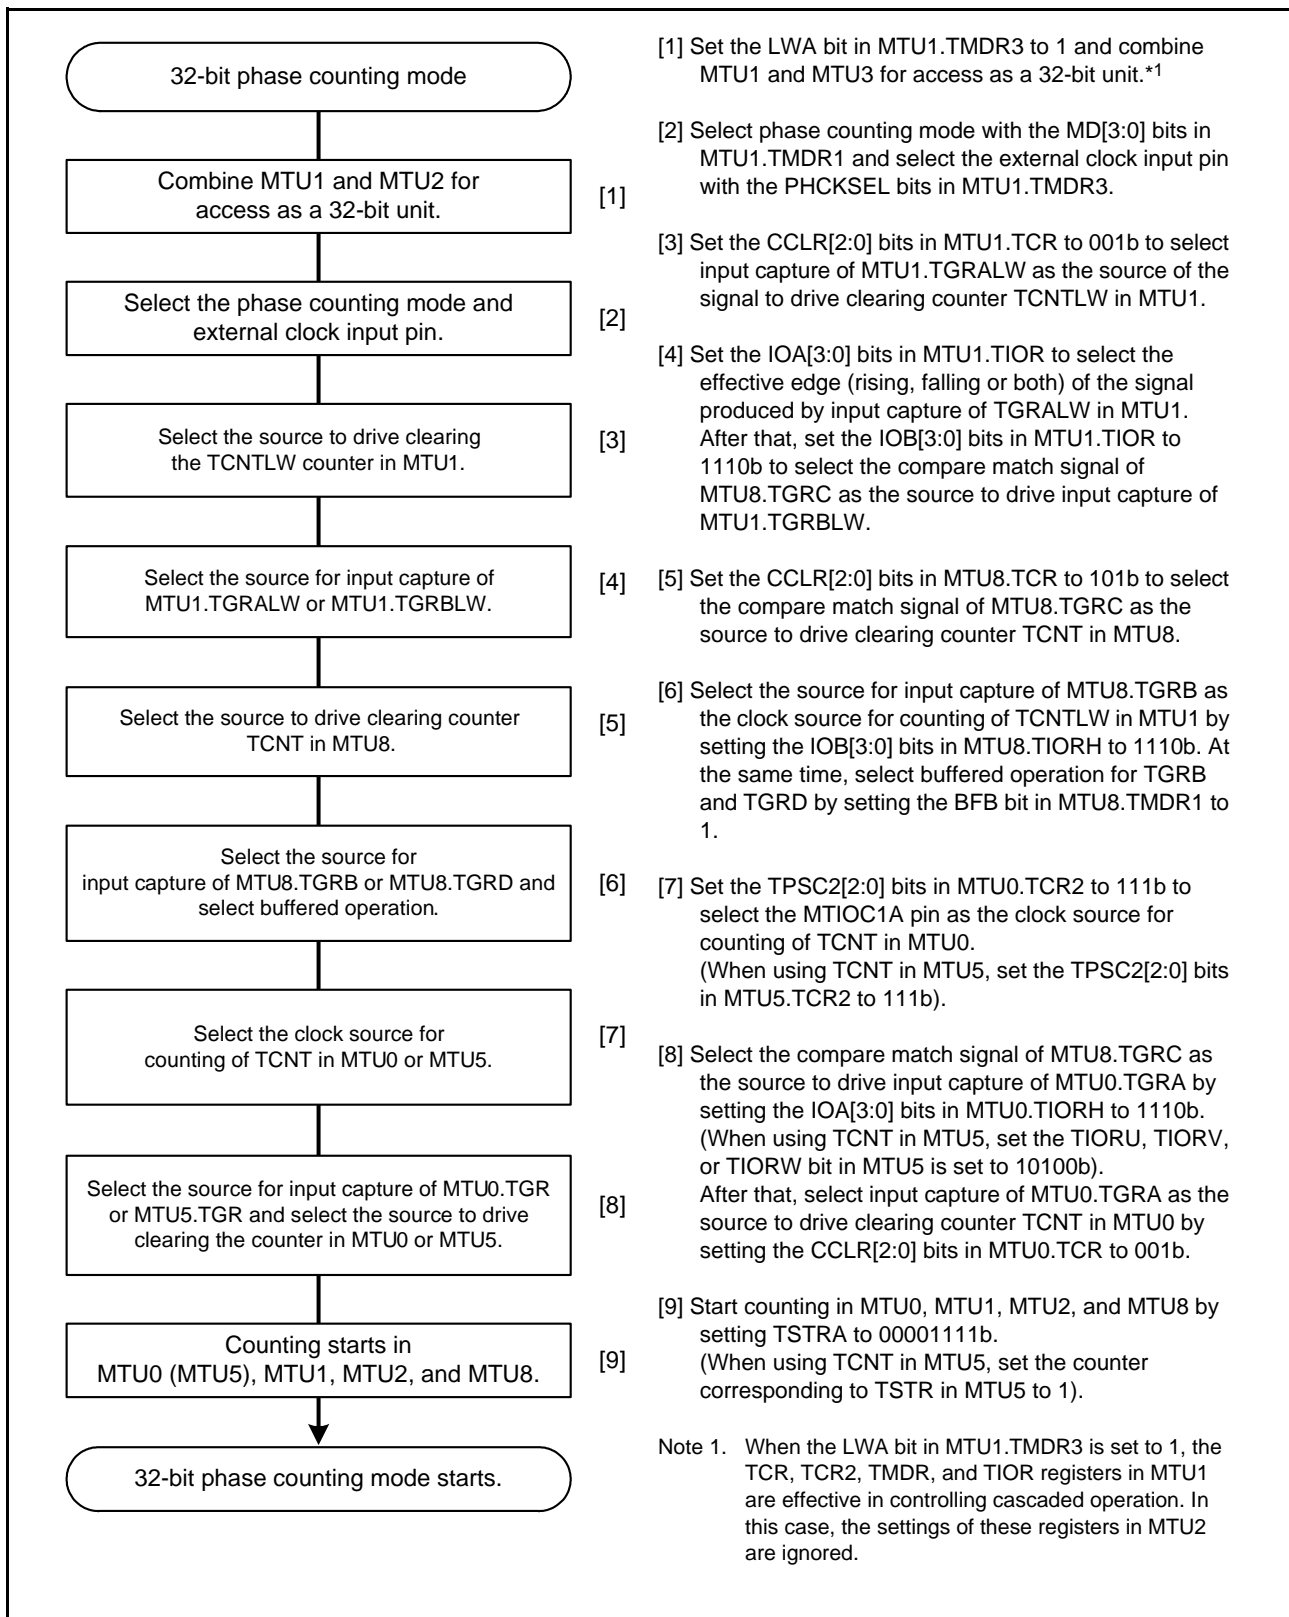 32-bit phase counting mode
Combine MTU1 and MTU2 for
access as a 32-bit unit.
[1]
Select the phase counting mode and
external clock input pin.
[2]
Select the source to drive clearing
the TCNTLW counter in MTU1.
[3]
Select the source for input capture of
MTU1.TGRALW or MTU1.TGRBLW.
[4]
Select the source to drive clearing counter
TCNT in MTU8.
[5]
Select the source for
input capture of MTU8.TGRB or MTU8.TGRD and
select buffered operation.
[6]
Select the clock source for
counting of TCNT in MTU0 or MTU5.
[7]
Select the source for input capture of MTU0.TGR
or MTU5.TGR and select the source to drive
clearing the counter in MTU0 or MTU5.
[8]
Counting starts in
MTU0 (MTU5), MTU1, MTU2, and MTU8.
[9]
32-bit phase counting mode starts.
[1] Set the LWA bit in MTU1.TMDR3 to 1 and combine
MTU1 and MTU3 for access as a 32-bit unit.*1
[2] Select phase counting mode with the MD[3:0] bits in
MTU1.TMDR1 and select the external clock input pin
with the PHCKSEL bits in MTU1.TMDR3.
[3] Set the CCLR[2:0] bits in MTU1.TCR to 001b to select
input capture of MTU1.TGRALW as the source of the
signal to drive clearing counter TCNTLW in MTU1.
[4] Set the IOA[3:0] bits in MTU1.TIOR to select the
effective edge (rising, falling or both) of the signal
produced by input capture of TGRALW in MTU1.
After that, set the IOB[3:0] bits in MTU1.TIOR to
1110b to select the compare match signal of
MTU8.TGRC as the source to drive input capture of
MTU1.TGRBLW.
[5] Set the CCLR[2:0] bits in MTU8.TCR to 101b to select
the compare match signal of MTU8.TGRC as the
source to drive clearing counter TCNT in MTU8.
[6] Select the source for input capture of MTU8.TGRB as
the clock source for counting of TCNTLW in MTU1 by
setting the IOB[3:0] bits in MTU8.TIORH to 1110b. At
the same time, select buffered operation for TGRB
and TGRD by setting the BFB bit in MTU8.TMDR1 to
1.
[7] Set the TPSC2[2:0] bits in MTU0.TCR2 to 111b to
select the MTIOC1A pin as the clock source for
counting of TCNT in MTU0.
(When using TCNT in MTU5, set the TPSC2[2:0] bits
in MTU5.TCR2 to 111b).
[8] Select the compare match signal of MTU8.TGRC as
the source to drive input capture of MTU0.TGRA by
setting the IOA[3:0] bits in MTU0.TIORH to 1110b.
(When using TCNT in MTU5, set the TIORU, TIORV,
or TIORW bit in MTU5 is set to 10100b).
After that, select input capture of MTU0.TGRA as the
source to drive clearing counter TCNT in MTU0 by
setting the CCLR[2:0] bits in MTU0.TCR to 001b.
[9] Start counting in MTU0, MTU1, MTU2, and MTU8 by
setting TSTRA to 00001111b.
(When using TCNT in MTU5, set the counter
corresponding to TSTR in MTU5 to 1).
Note 1. When the LWA bit in MTU1.TMDR3 is set to 1, the
TCR, TCR2, TMDR, and TIOR registers in MTU1
are effective in controlling cascaded operation. In
this case, the settings of these registers in MTU2
are ignored.